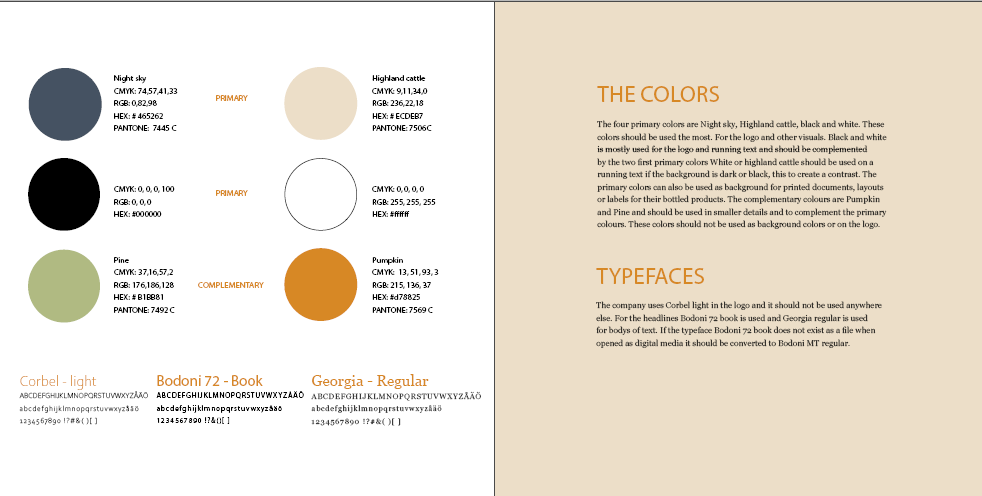 Night sky
CMYK: 74,57,41,33
RGB: 0,82,98
HEX: # 465262
PANTONE: 7445 C
PRIMARY
Highland cattle
CMYK: 9,11,34,0
RGB: 236,22,18
HEX: # ECDEB7
PANTONE: 7506C
CMYK: 0, 0, 0, 100
RGB: 0, 0, 0
HEX: #000000
PRIMARY
CMYK: 0, 0, 0, 0
RGB: 255, 255, 255
HEX: #ffffff
Pine
CMYK: 37,16,57,2
RGB: 176,186,128
HEX: # B1BB81
PANTONE: 7492 C
COMPLEMENTARY
Pumpkin
CMYK: 13, 51, 93, 3
RGB: 215, 136, 37
HEX: #d78825
PANTONE: 7569 C
Corbel - light
ABCDEFGHIJKLMNOPQRSTUVWXYZÅÄÖ
abcdefghijklmnopqrstuvwxyzåäö
1234567890 !?#&( )[ ]
Bodoni 72 - Book
ABCDEFGHIJKLMNOPQRSTUVWXYZÅÄÖ
abcdefghijklmnopqrstuvwxyzåäö
1234567890 !?&()[ ]
Georgia - Regular
ABCDEFGHIJKLMNOPQRSTUVWXYZÅÄÖ
abcdefghijklmnopqrstuvwxyzåäö
1234567890 !?#&( )[ ]
THE COLORS
The four primary colors are Night sky, Highland cattle, black and white. These
colors should be used the most. For the logo and other visuals. Black and white
is mostly used for the logo and running text and should be complemented
by the two first primary colors White or highland cattle should be used on a
running text if the background is dark or black, this to create a contrast. The
primary colors can also be used as background for printed documents, layouts
or labels for their bottled products. The complementary colours are Pumpkin
and Pine and should be used in smaller details and to complement the primary
colours. These colors should not be used as background colors or on the logo.
TYPEFACES
The company uses Corbel light in the logo and it should not be used anywhere
else. For the headlines Bodoni 72 book is used and Georgia regular is used
for bodys of text. If the typeface Bodoni 72 book does not exist as a file when
opened as digital media it should be converted to Bodoni MT regular.